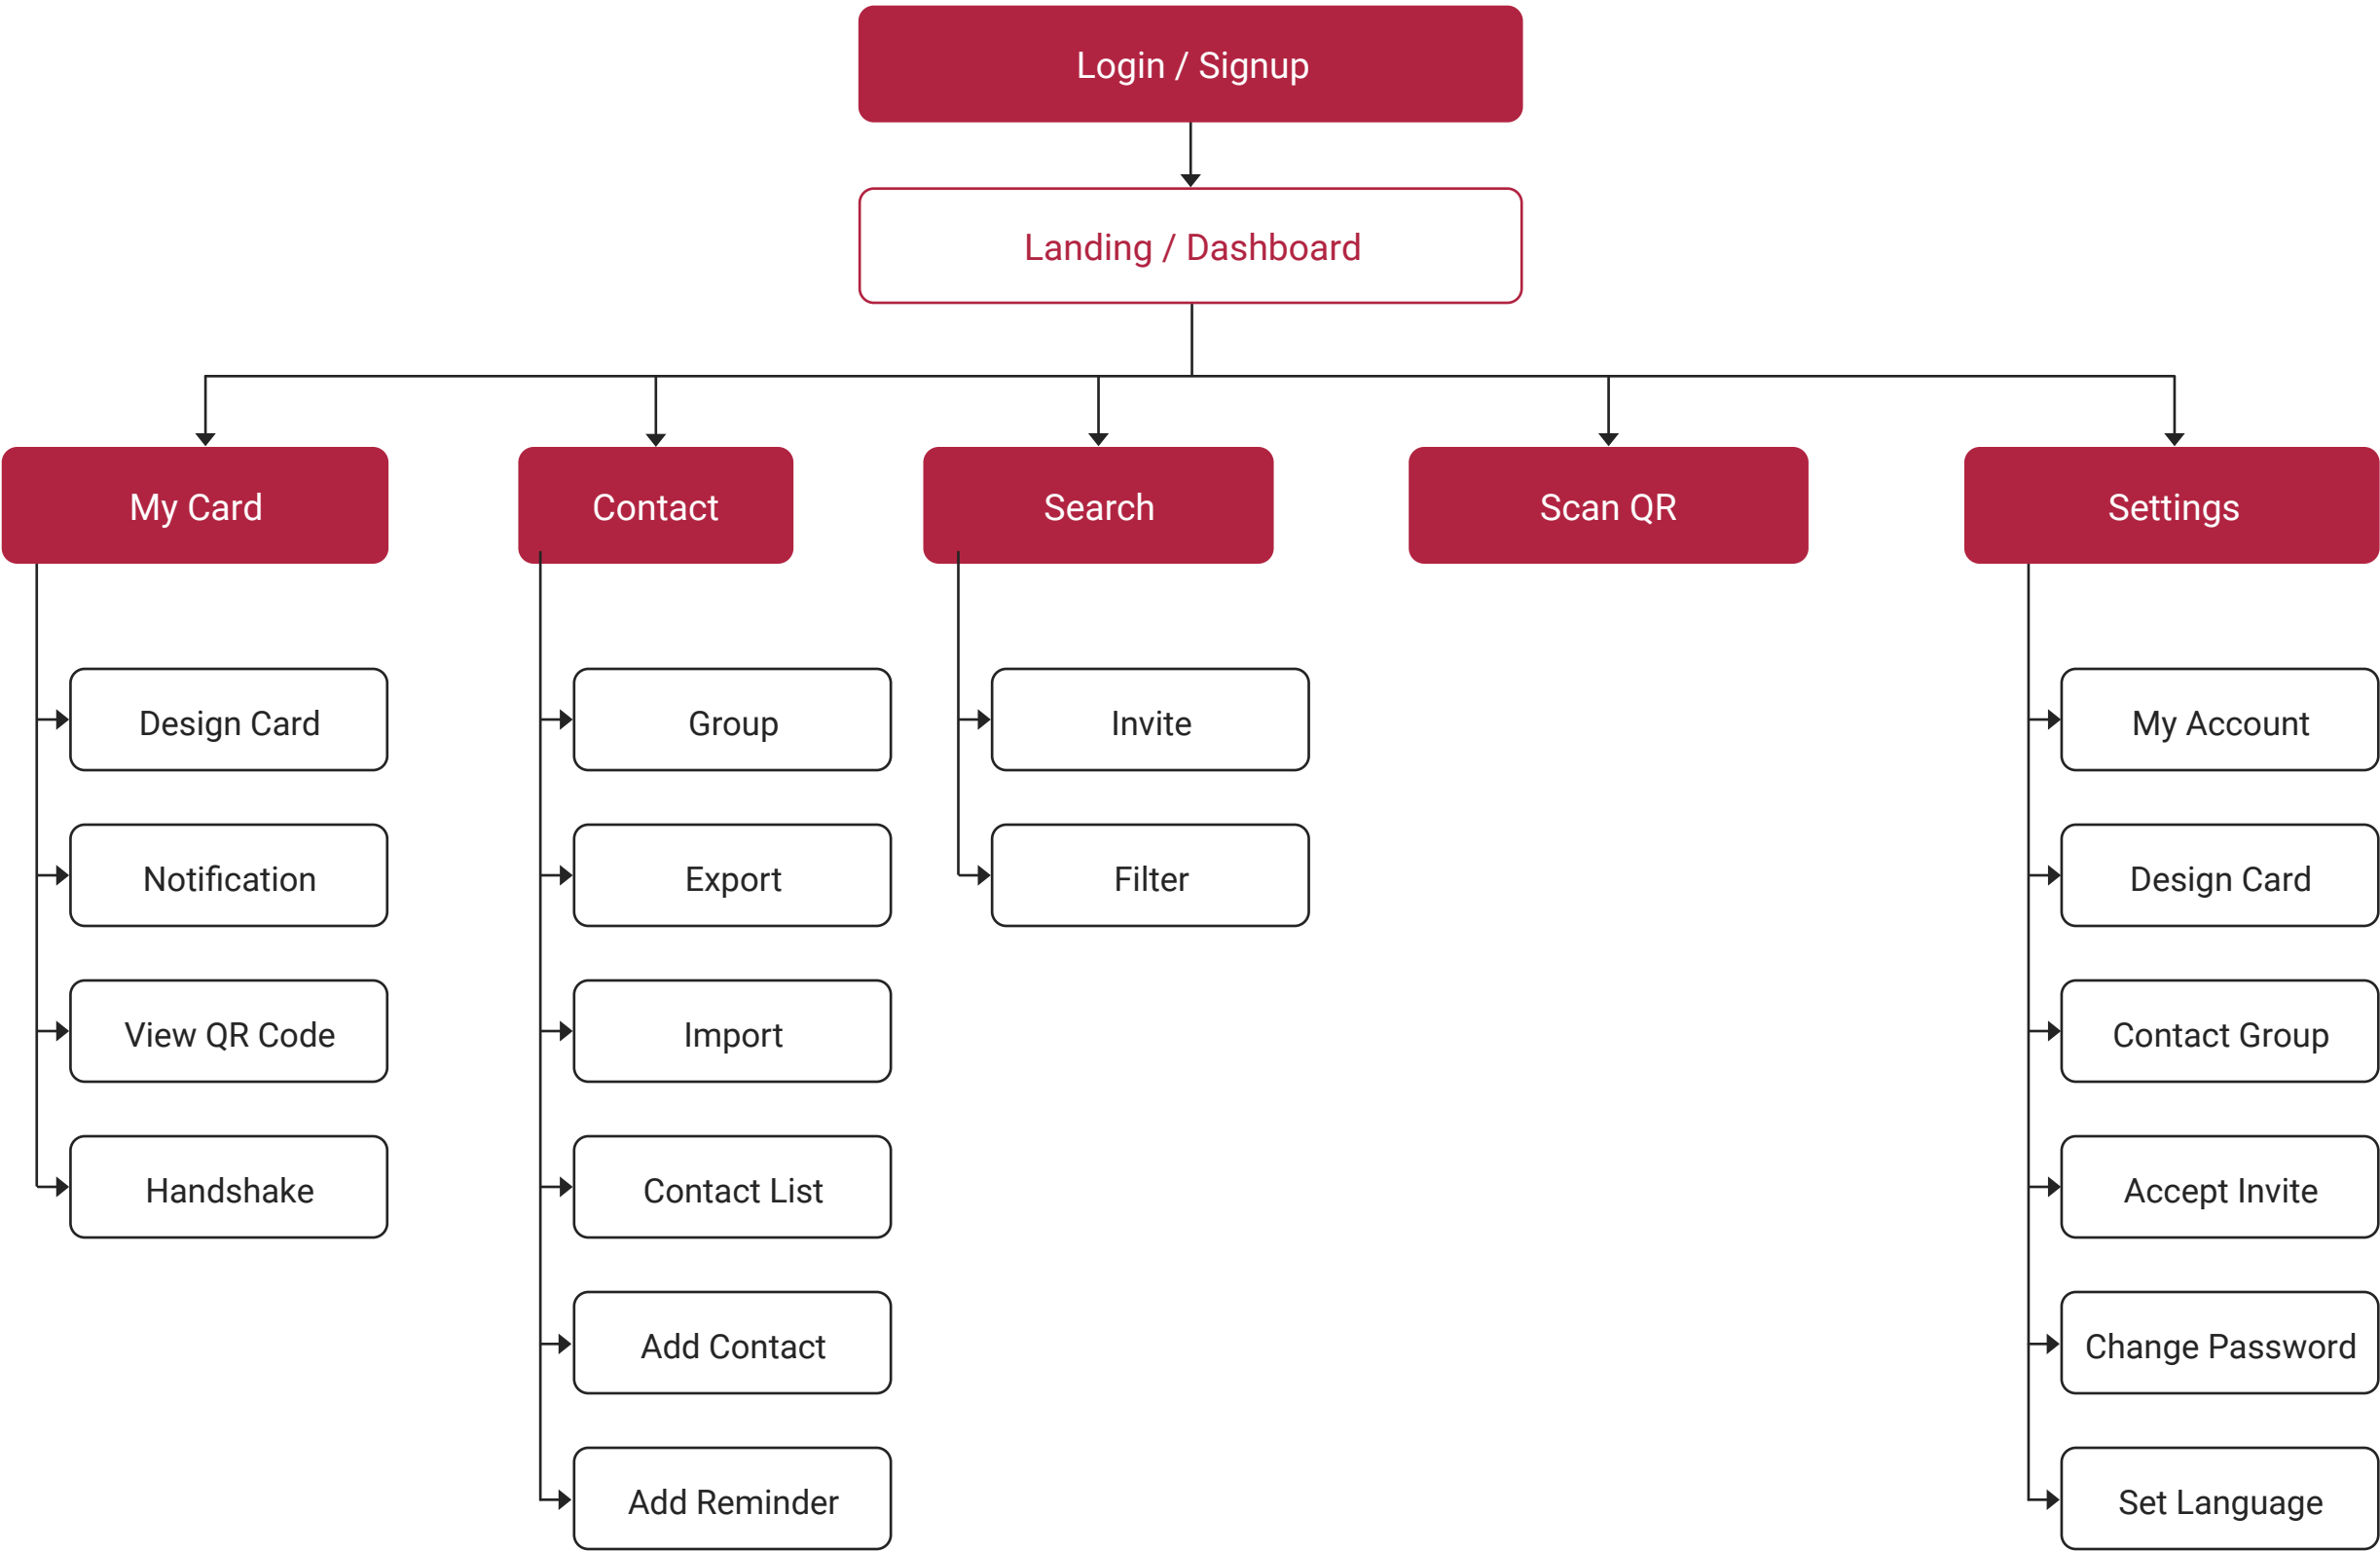 Login / Signup
Landing / Dashboard
My Card
Contact
Search
Scan QR
Settings
Design Card
Notification
View QR Code
Handshake
Group
Export
Import
Contact List
Add Contact
Add Reminder
Invite
Filter
My Account
Design Card
Contact Group
Accept Invite
Change Password
Set Language